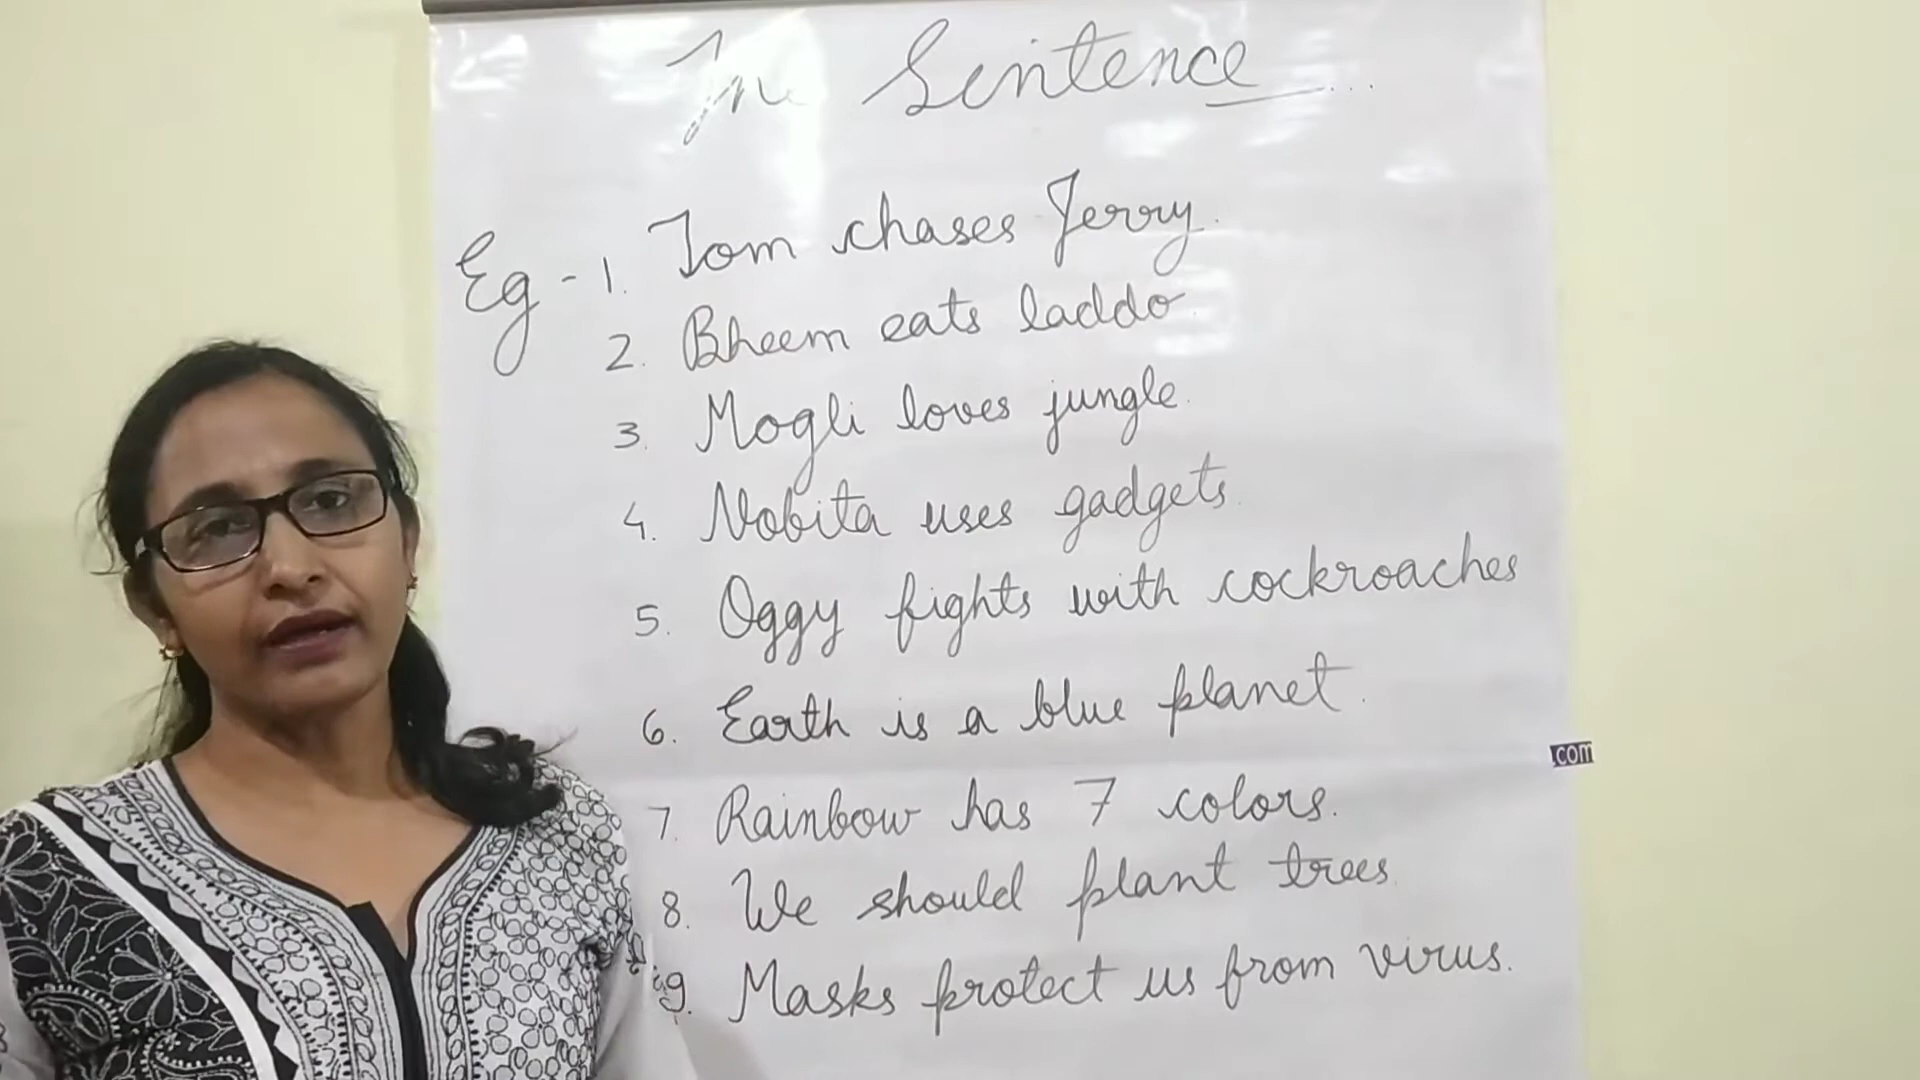 In Sentence...
Eg - 1. Tom chases Jerry.
2. Bheem eats laddo
3. Mogli loves jungle.
4. Nobita uses gadgets.
5. Oggy fights with cockroaches
6. Earth is a blue planet.
7. Rainbow has 7 colors.
8. We should plant trees.
9. Masks protect us from virus.
.com